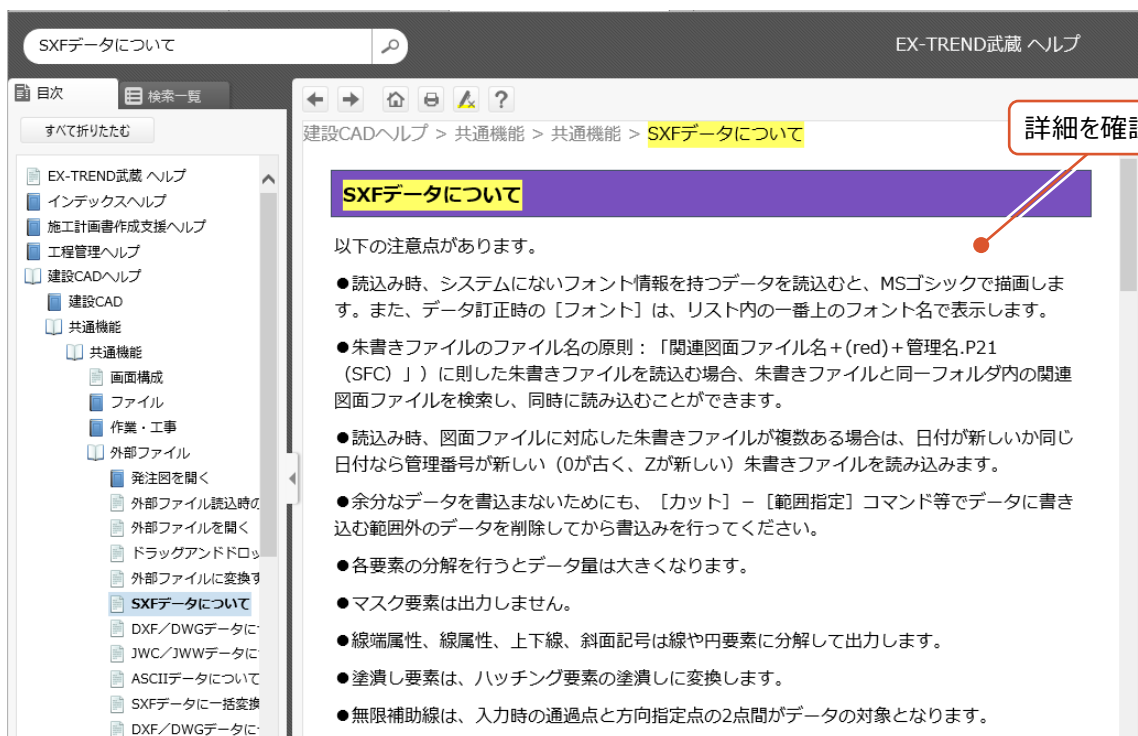 SXFデータについて
EX-TREND武蔵 ヘルプ
目次
検索一覧
すべて折りたたむ
EX-TREND武蔵 ヘルプ
インデックスヘルプ
施工計画書作成支援ヘルプ
工程管理ヘルプ
建設CADヘルプ
建設CAD
共通機能
共通機能
画面構成
ファイル
作業・工事
外部ファイル
発注図を開く
外部ファイル読込時の
外部ファイルを開く
ドラッグアンドドロッ
外部ファイルに変換す
SXFデータについて
DXF/DWGデータに
JWC/JWWデータに
ASCIIデータについて
SXFデータに一括変換
DXF/DWGデータに
建設CADヘルプ > 共通機能 > 共通機能 > SXFデータについて
詳細を確認
SXFデータについて
以下の注意点があります。
●読込み時、システムにないフォント情報を持つデータを読込むと、MSゴシックで描画しま
す。また、データ訂正時の［フォント］は、リスト内の一番上のフォント名で表示します。
●朱書きファイルのファイル名の原則：「関連図面ファイル名+(red)+管理名.P21
（SFC）」）に則した朱書きファイルを読込む場合、朱書きファイルと同一フォルダ内の関連
図面ファイルを検索し、同時に読み込むことができます。
●読込み時、図面ファイルに対応した朱書きファイルが複数ある場合は、日付が新しいか同じ
日付なら管理番号が新しい（0が古く、Zが新しい）朱書きファイルを読み込みます。
●余分なデータを書込まないためにも、［カット］－［範囲指定］コマンド等でデータに書き
込む範囲外のデータを削除してから書込みを行ってください。
●各要素の分解を行うとデータ量は大きくなります。
●マスク要素は出力しません。
●線端属性、線属性、上下線、斜面記号は線や円要素に分解して出力します。
●塗潰し要素は、ハッチング要素の塗潰しに変換します。
●無限補助線は、入力時の通過点と方向指定点の2点間がデータの対象となります。